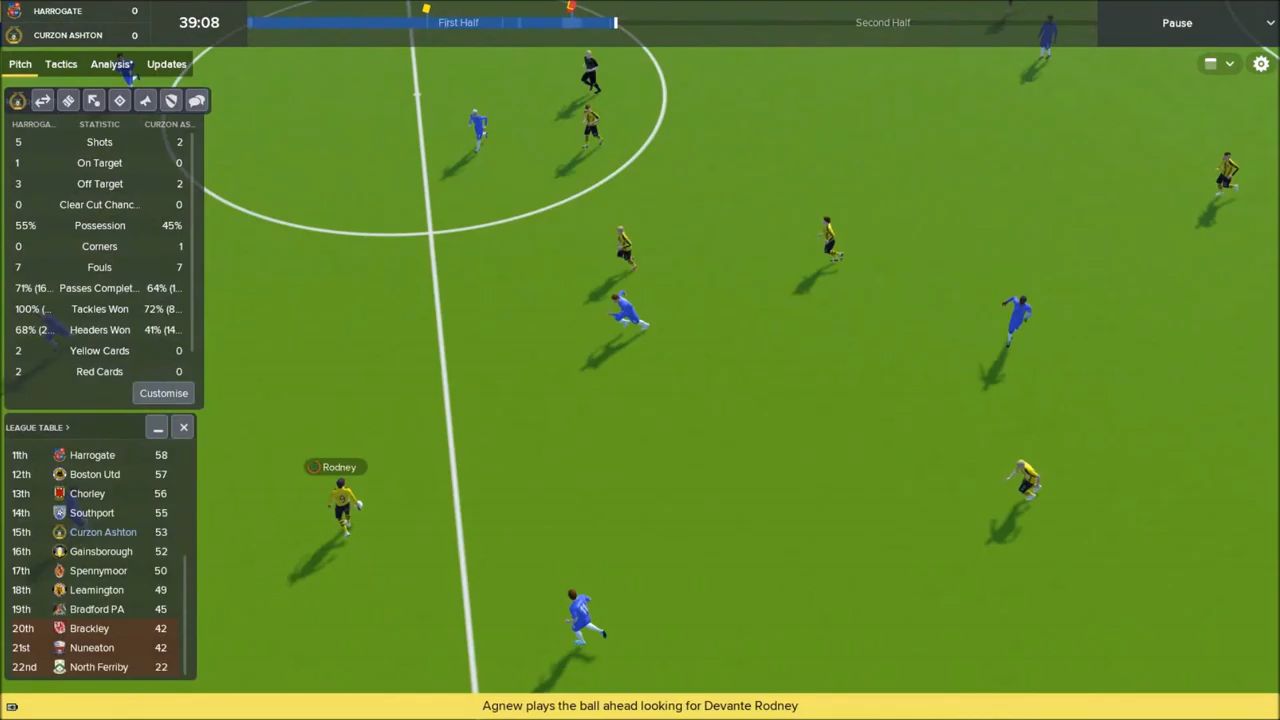 HARROGATE 0
CURZON ASHTON 0
39:08
First Half
Second Half
Pause
Pitch Tactics Analysis* Updates
HARROGA... STATISTIC CURZON AS...
5 Shots 2
1 On Target 0
3 Off Target 2
0 Clear Cut Chanc... 0
55% Possession 45%
0 Corners 1
7 Fouls 7
71% (16... Passes Complet... 64% (1...
100% (... Tackles Won 72% (8...
68% (2... Headers Won 41% (14...
2 Yellow Cards 0
2 Red Cards 0
Customise
LEAGUE TABLE >
11th Harrogate 58
12th Boston Utd 57
13th Chorley 56
14th Southport 55
15th Curzon Ashton 53
16th Gainsborough 52
17th Spennymoor 50
18th Leamington 49
19th Bradford PA 45
20th Brackley 42
21st Nuneaton 42
22nd North Ferriby 22
Rodney
9
Agnew plays the ball ahead looking for Devante Rodney